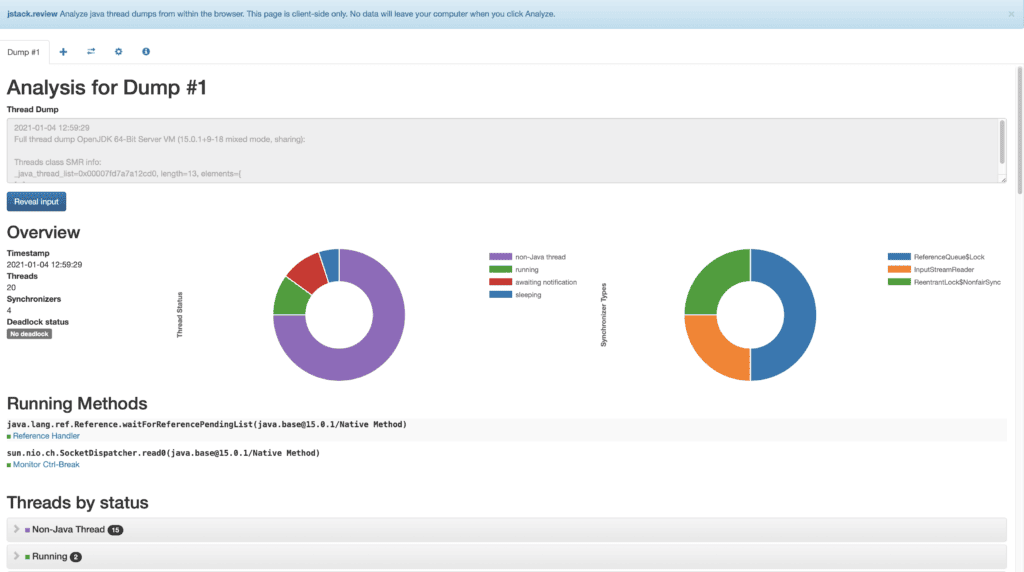 jstack.review Analyze java thread dumps from within the browser. This page is client-side only. No data will leave your computer when you click Analyze.
Dump #1
Analysis for Dump #1
Thread Dump
2021-01-04 12:59:29
Full thread dump OpenJDK 64-Bit Server VM (15.0.1+9-18 mixed mode, sharing):
Threads class SMR info:
_java_thread_list=0x00007fd7a7a12cd0, length=13, elements={
Reveal input
Overview
Timestamp
2021-01-04 12:59:29
Threads
20
Synchronizers
4
Deadlock status
No deadlock
Thread Status
non-Java thread
running
awaiting notification
sleeping
Synchronizer Types
ReferenceQueue$Lock
InputStreamReader
ReentrantLock$NonfairSync
Running Methods
java.lang.ref.Reference.waitForReferencePendingList(java.base@15.0.1/Native Method)
Reference Handler
sun.nio.ch.SocketDispatcher.read0(java.base@15.0.1/Native Method)
Monitor Ctrl-Break
Threads by status
Non-Java Thread 15
Running 2